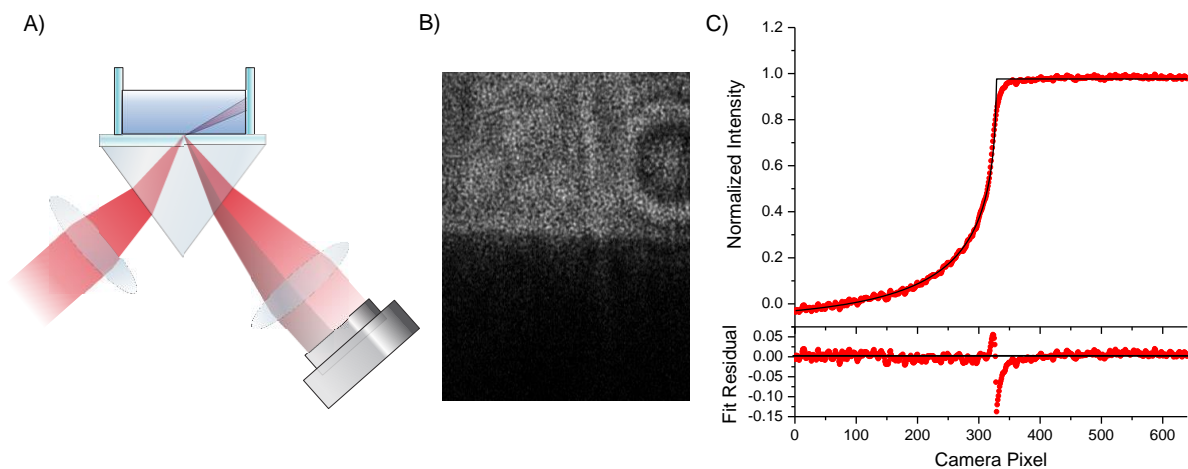 A)
B)
C)
1.2
1.0
0.8
0.6
0.4
0.2
0.0
Normalized Intensity
0.05
0.00
-0.05
-0.10
-0.15
Fit Residual
0 100 200 300 400 500 600
Camera Pixel